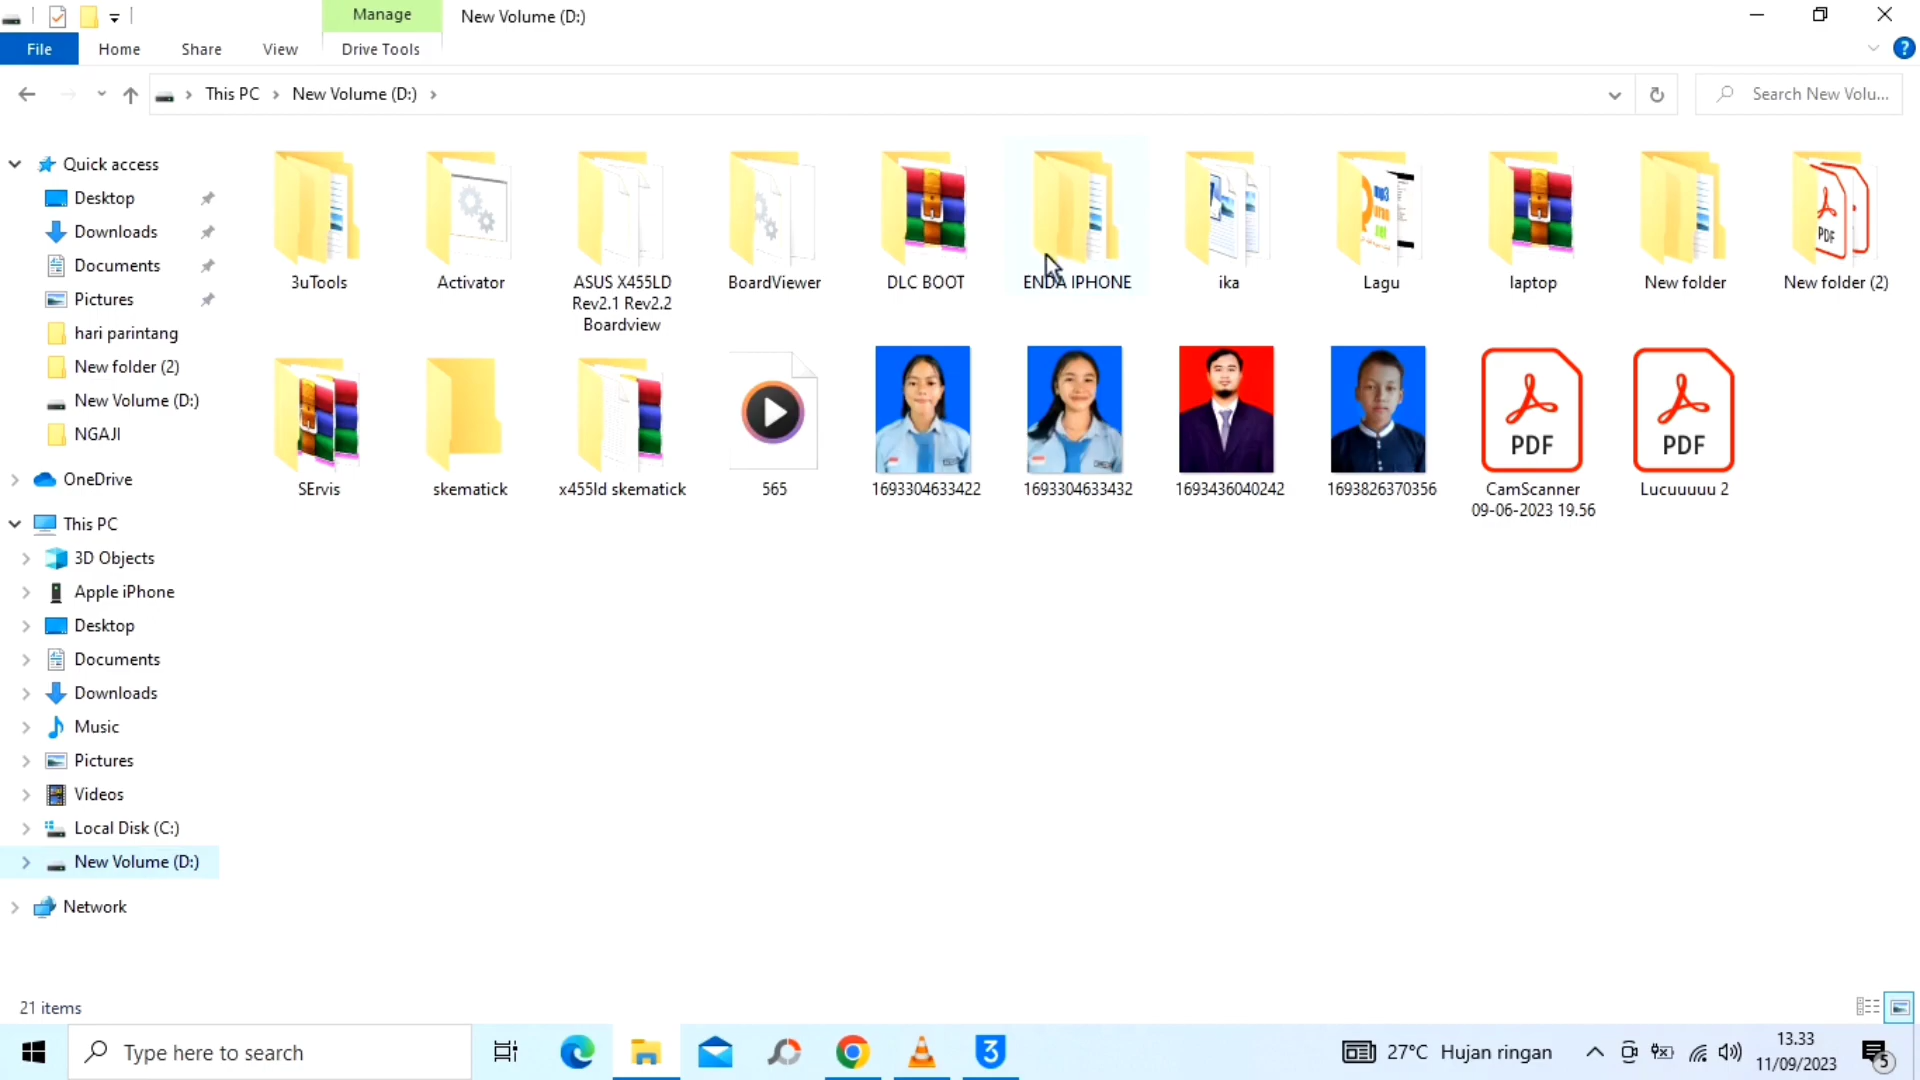 Manage
New Volume (D:)
File
Home
Share
View
Drive Tools
This PC
New Volume (D:)
Search New Volu...
Quick access
Desktop
Downloads
Documents
Pictures
hari parintang
New folder (2)
New Volume (D:)
NGAJI
OneDrive
This PC
3D Objects
Apple iPhone
Desktop
Documents
Downloads
Music
Pictures
Videos
Local Disk (C:)
New Volume (D:)
Network
3uTools
Activator
ASUS X455LD
Rev2.1 Rev2.2
Boardview
BoardViewer
DLC BOOT
ENDA IPHONE
ika
Lagu
laptop
New folder
New folder (2)
PDF
SErvis
skematick
x455ld skematick
565
1693304633422
1693304633432
1693436040242
1693826370356
PDF
CamScanner
09-06-2023 19.56
PDF
Lucuuuuu 2
21 items
Type here to search
3
27°C Hujan ringan
13.33
11/09/2023
5